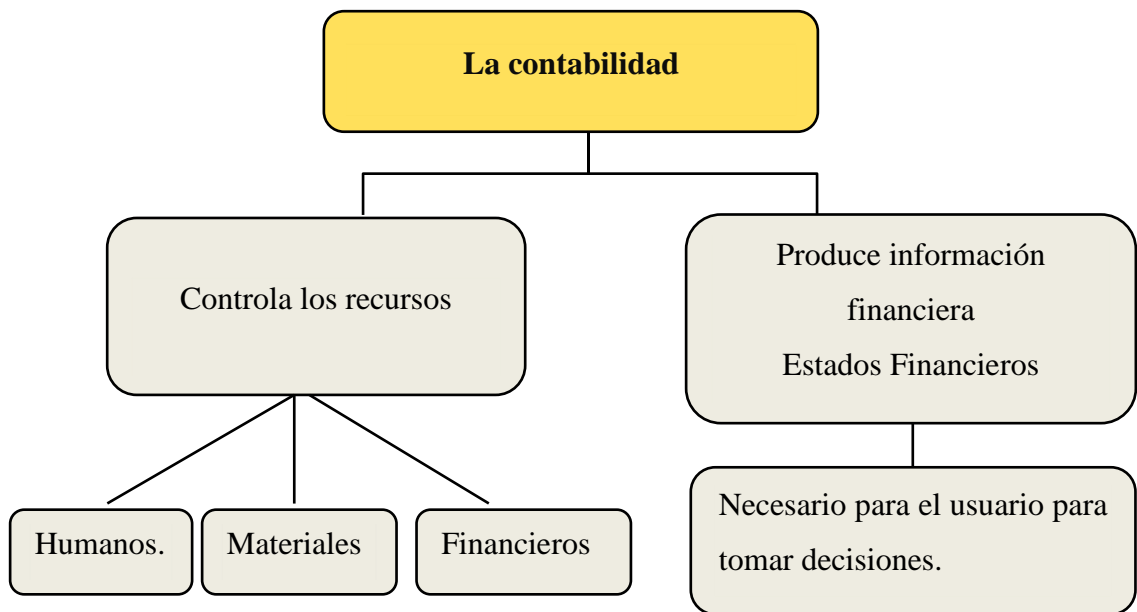 La contabilidad
Controla los recursos
Produce información
financiera
Estados Financieros
Humanos.
Materiales
Financieros
Necesario para el usuario para
tomar decisiones.